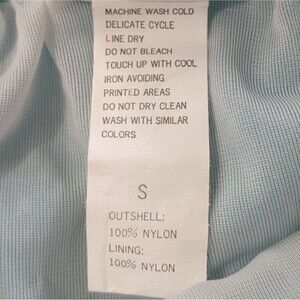 MACHINE WASH COLD
DELICATE CYCLE
LINE DRY
DO NOT BLEACH
TOUCH UP WITH COOL
IRON AVOIDING
PRINTED AREAS
DO NOT DRY CLEAN
WASH WITH SIMILAR
COLORS
S
OUTSHELL:
100% NYLON
LINING:
100% NYLON